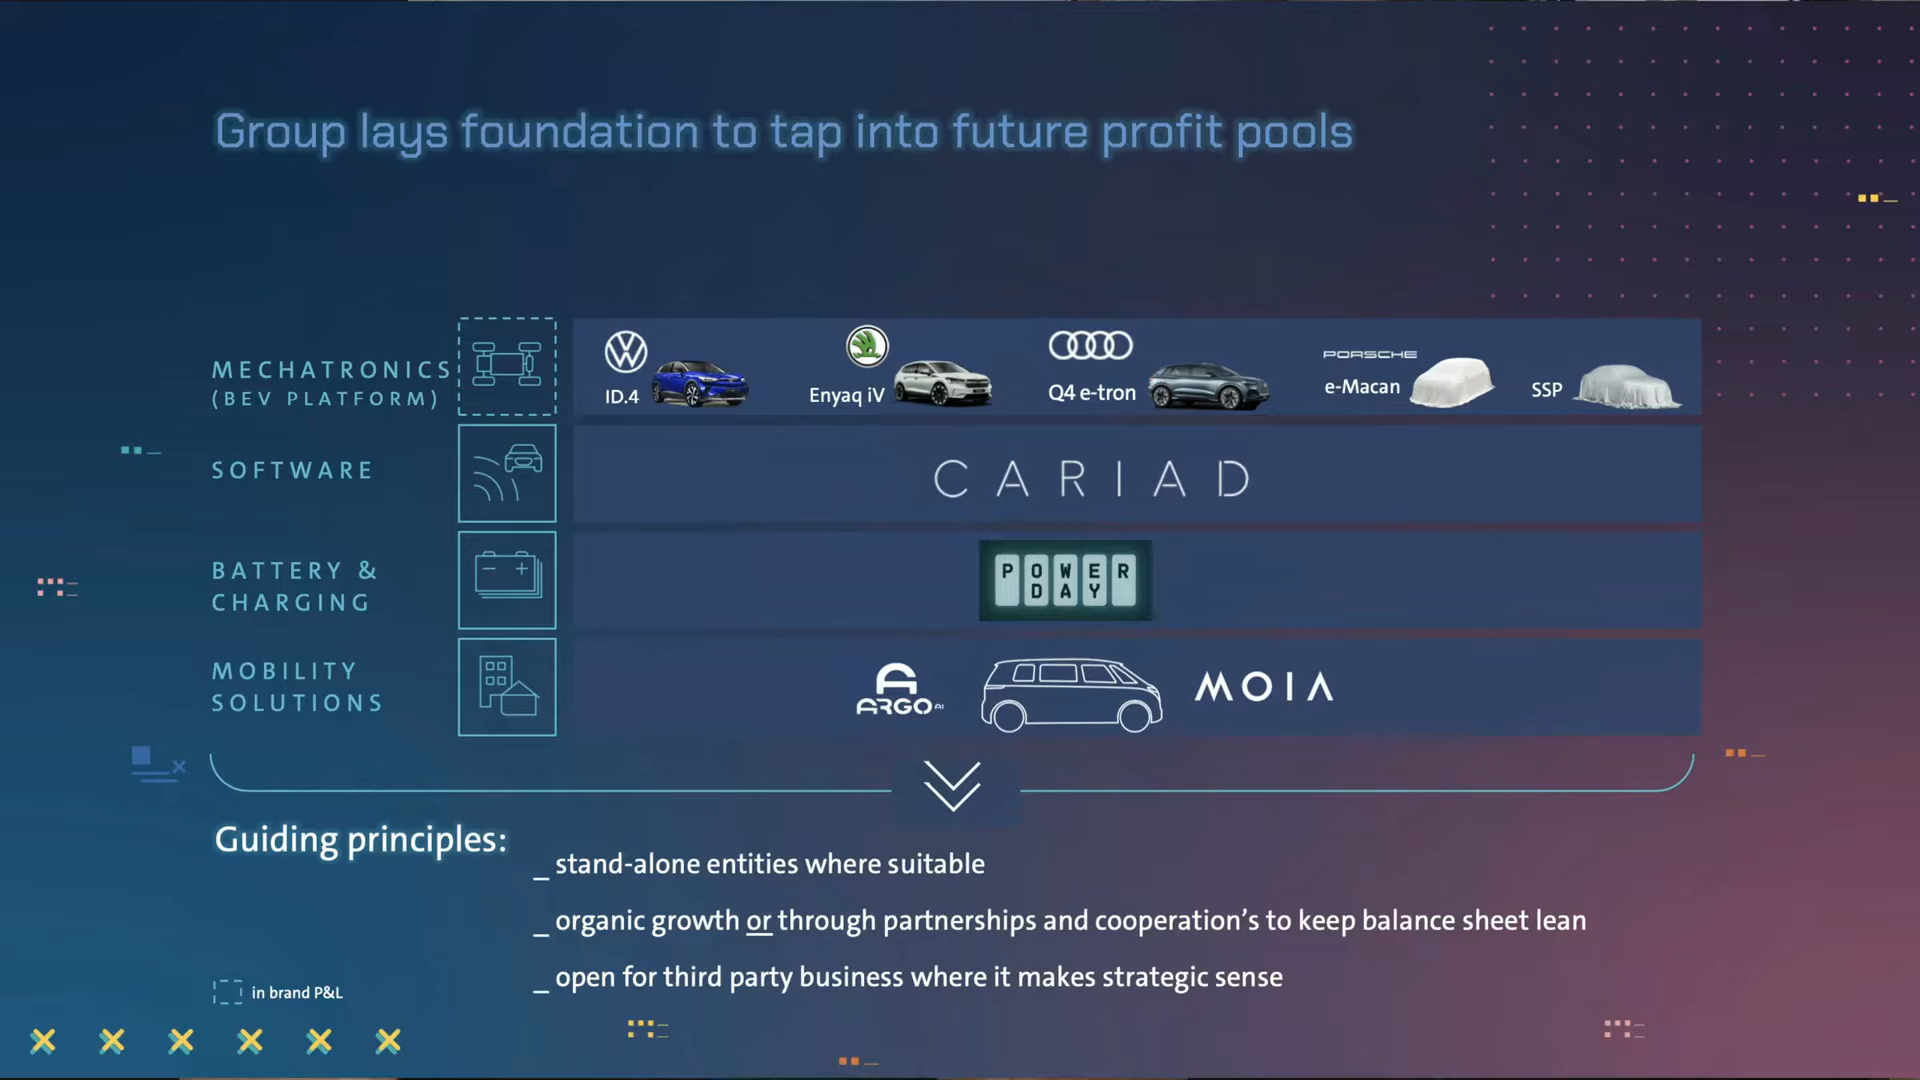 Group lays foundation to tap into future profit pools
MECHATRONICS
(BEV PLATFORM)
ID.4
Enyaq iV
Q4 e-tron
PORSCHE
e-Macan
SSP
SOFTWARE
CARIAD
BATTERY &
CHARGING
POWER
DAY
MOBILITY
SOLUTIONS
ARGO AI
MOIA
Guiding principles:
_ stand-alone entities where suitable
_ organic growth or through partnerships and cooperation’s to keep balance sheet lean
_ open for third party business where it makes strategic sense
in brand P&L